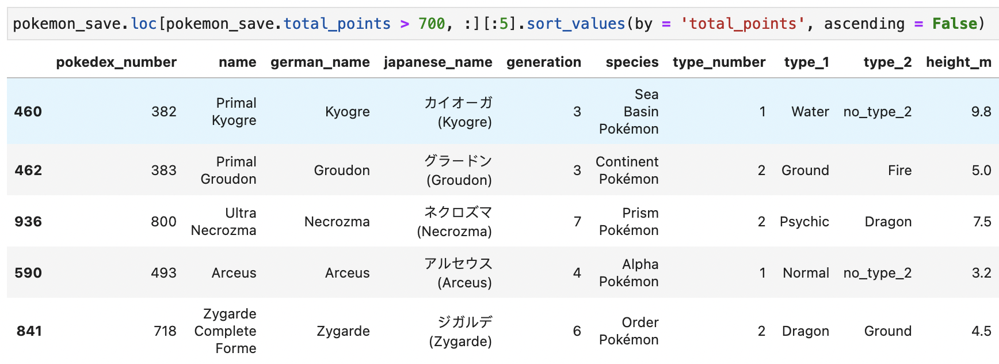 pokemon_save.loc[pokemon_save.total_points > 700, :][:5].sort_values(by = 'total_points', ascending = False)
pokedex_number name german_name japanese_name generation species type_number type_1 type_2 height_m
460 382 Primal Kyogre Kyogre カイオーガ (Kyogre) 3 Sea Basin Pokémon 1 Water no_type_2 9.8
462 383 Primal Groudon Groudon グラードン (Groudon) 3 Continent Pokémon 2 Ground Fire 5.0
936 800 Ultra Necrozma Necrozma ネクロズマ (Necrozma) 7 Prism Pokémon 2 Psychic Dragon 7.5
590 493 Arceus Arceus アルセウス (Arceus) 4 Alpha Pokémon 1 Normal no_type_2 3.2
841 718 Zygarde Complete Forme Zygarde ジガルデ (Zygarde) 6 Order Pokémon 2 Dragon Ground 4.5